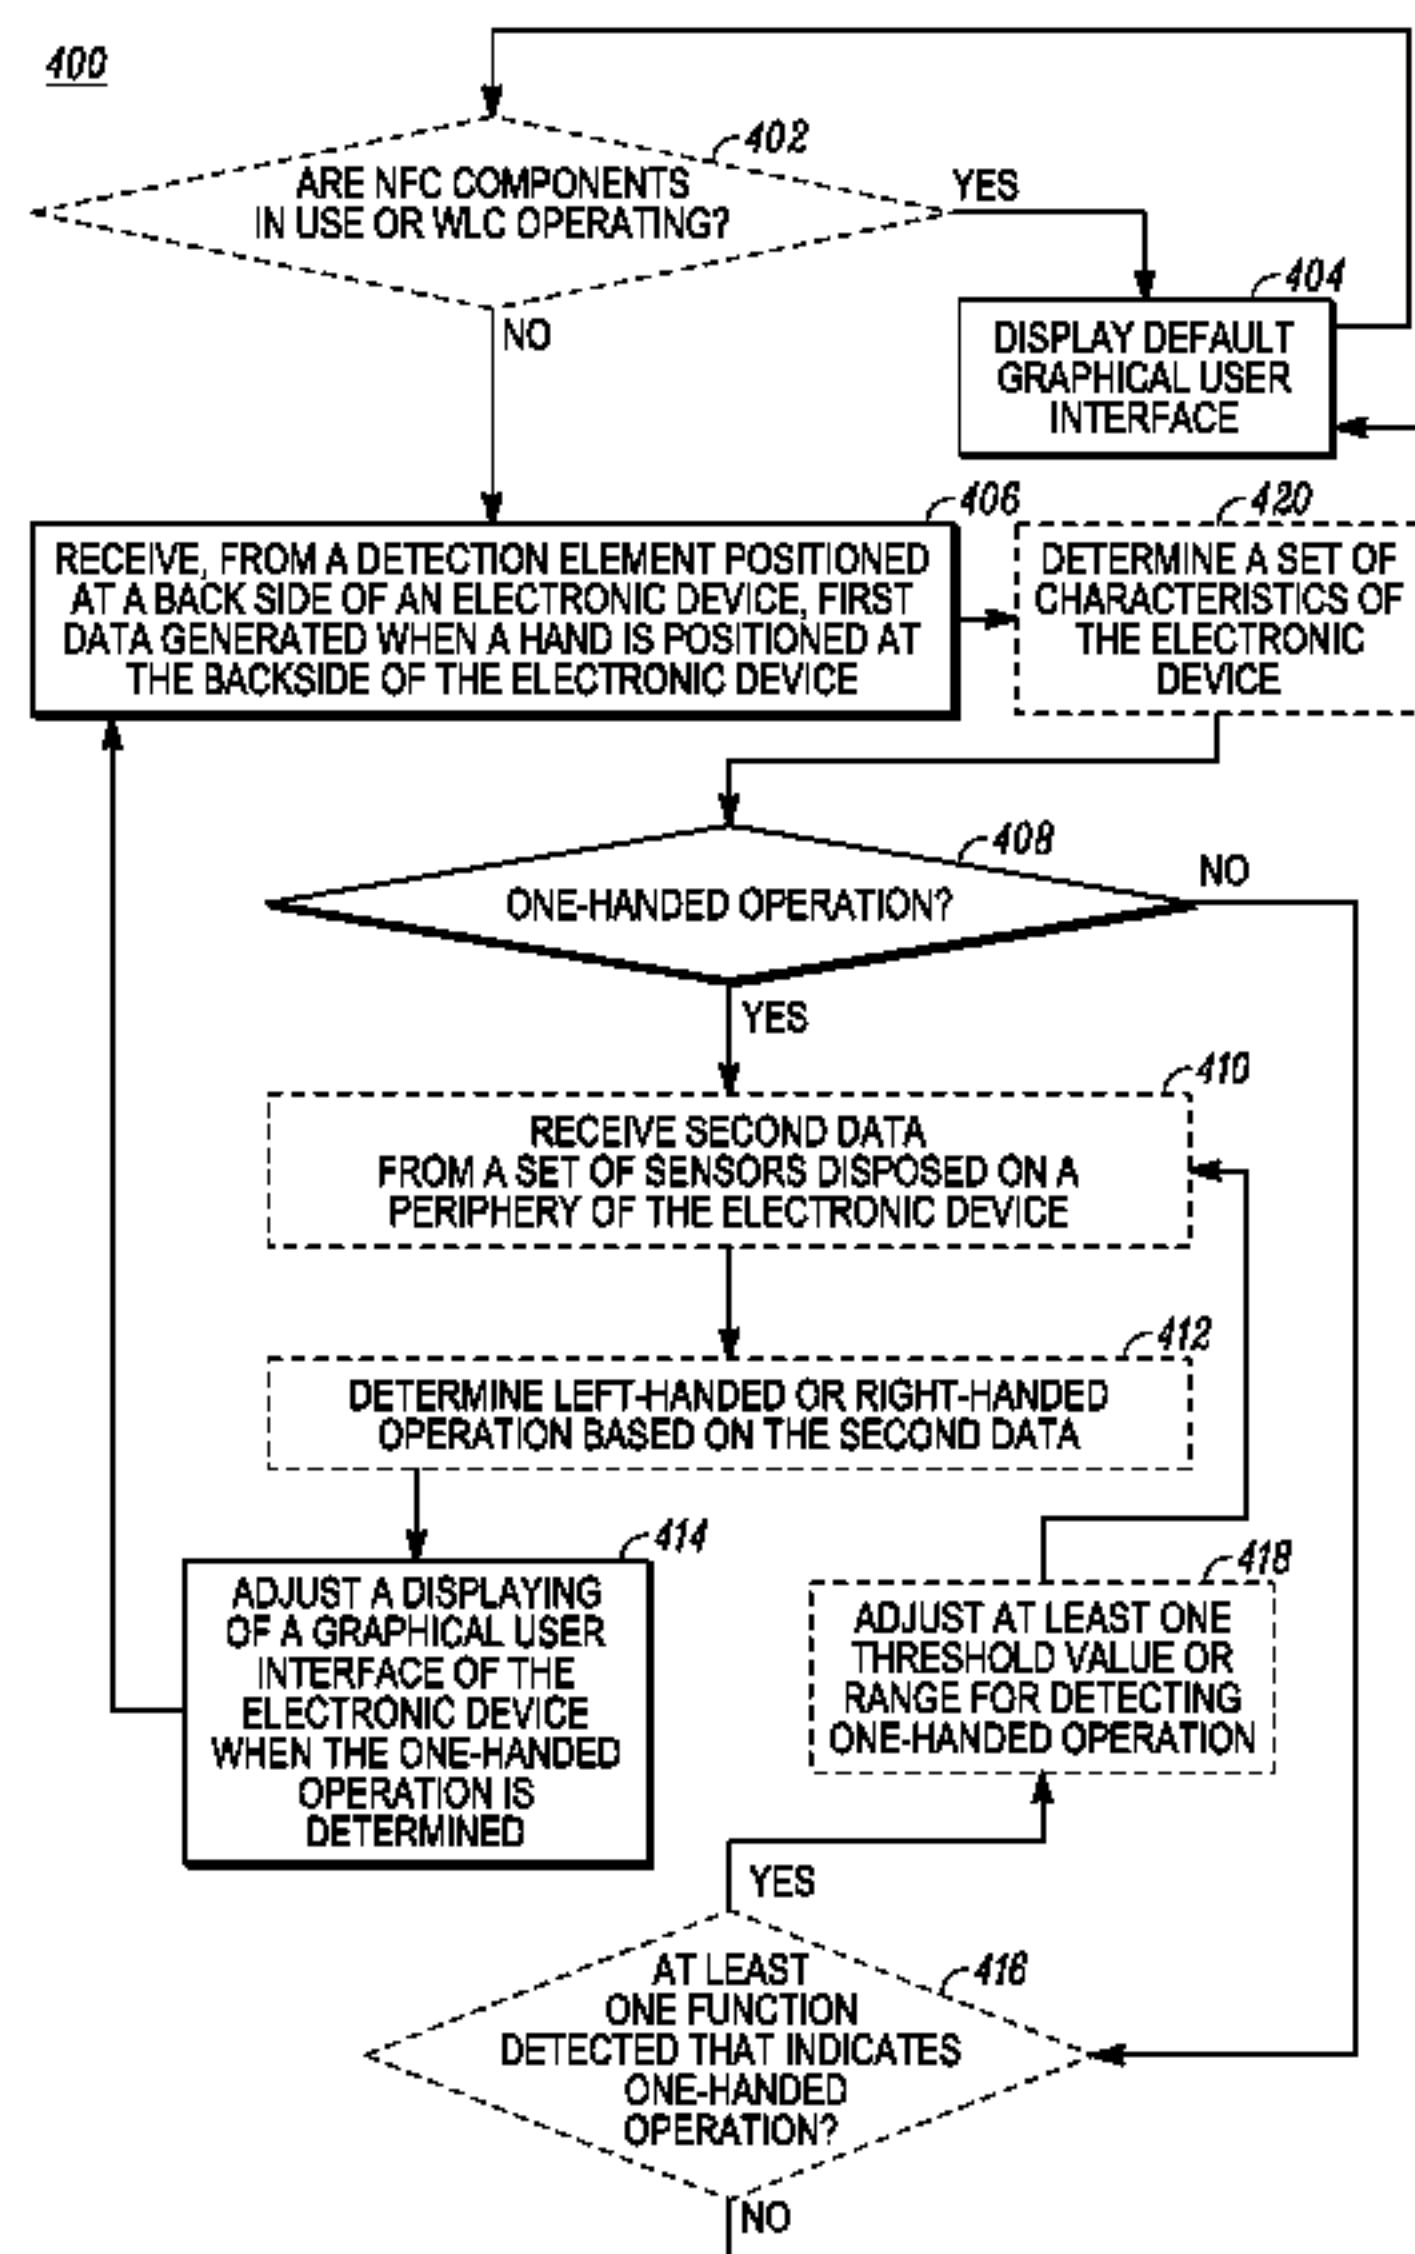 400
402
ARE NFC COMPONENTS
IN USE OR WLC OPERATING?
YES
NO
404
DISPLAY DEFAULT
GRAPHICAL USER
INTERFACE
406
RECEIVE, FROM A DETECTION ELEMENT POSITIONED
AT A BACK SIDE OF AN ELECTRONIC DEVICE, FIRST
DATA GENERATED WHEN A HAND IS POSITIONED AT
THE BACKSIDE OF THE ELECTRONIC DEVICE
420
DETERMINE A SET OF
CHARACTERISTICS OF
THE ELECTRONIC
DEVICE
408
ONE-HANDED OPERATION?
NO
YES
410
RECEIVE SECOND DATA
FROM A SET OF SENSORS DISPOSED ON A
PERIPHERY OF THE ELECTRONIC DEVICE
412
DETERMINE LEFT-HANDED OR RIGHT-HANDED
OPERATION BASED ON THE SECOND DATA
414
ADJUST A DISPLAYING
OF A GRAPHICAL USER
INTERFACE OF THE
ELECTRONIC DEVICE
WHEN THE ONE-HANDED
OPERATION IS
DETERMINED
418
ADJUST AT LEAST ONE
THRESHOLD VALUE OR
RANGE FOR DETECTING
ONE-HANDED OPERATION
YES
416
AT LEAST
ONE FUNCTION
DETECTED THAT INDICATES
ONE-HANDED
OPERATION?
NO